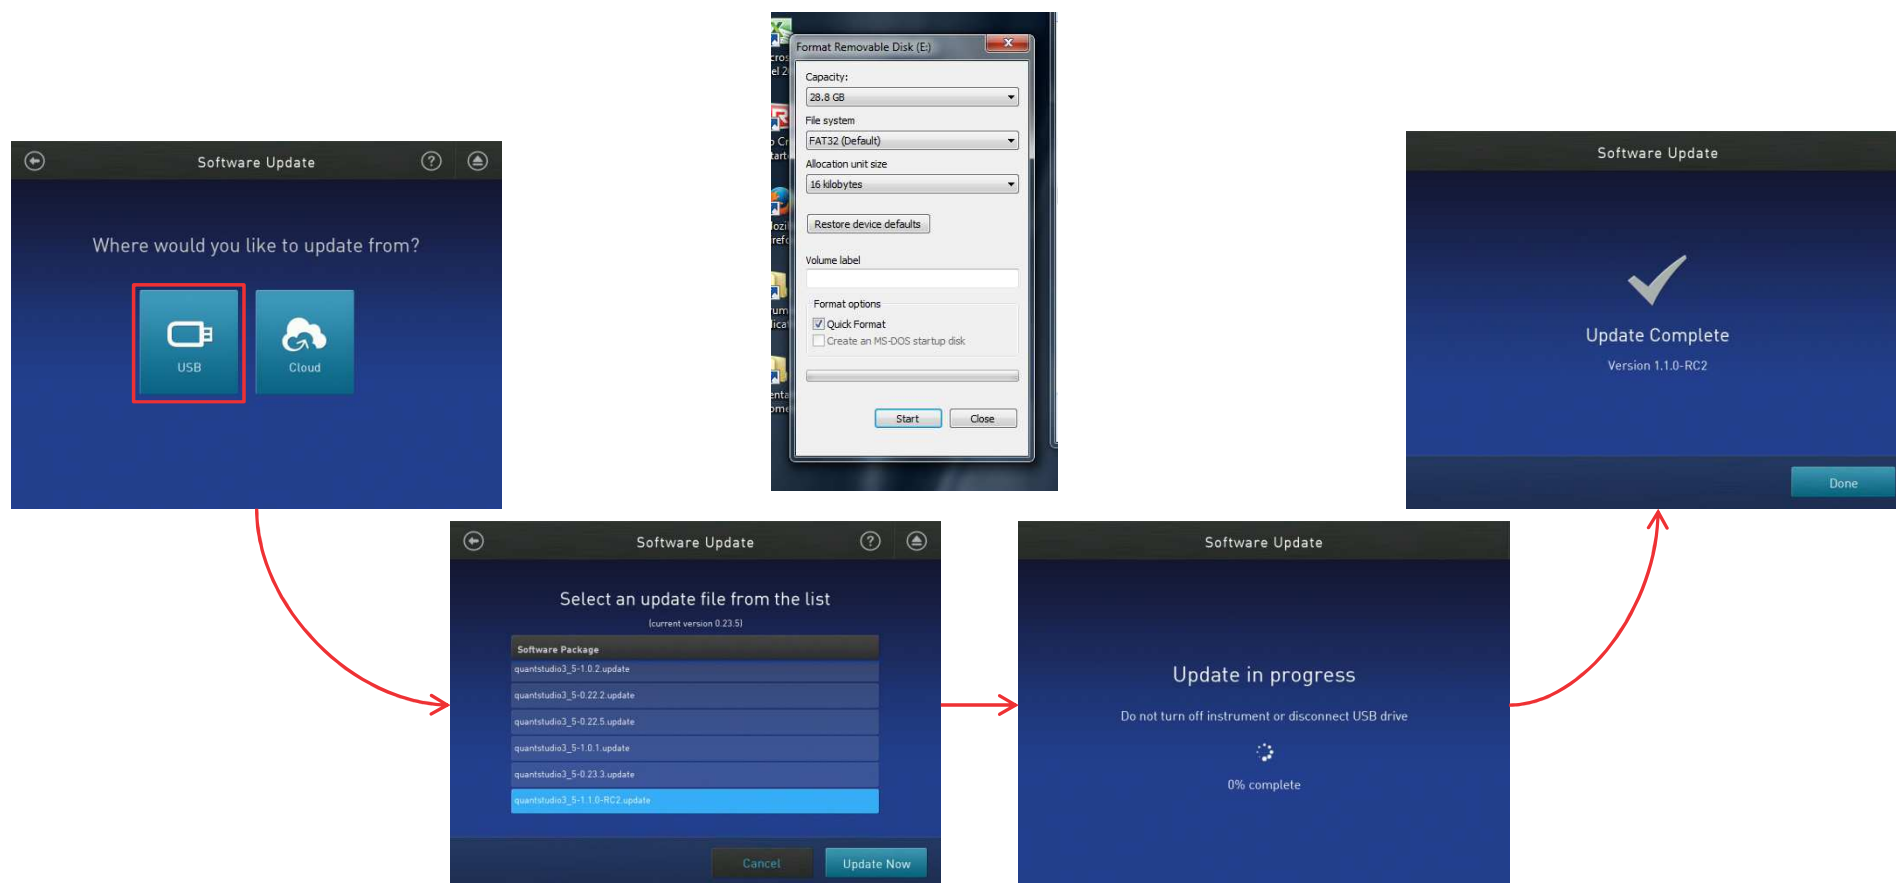 Software Update
Where would you like to update from?
USB
Cloud
Format Removable Disk (E:)
Capacity:
28.8 GB
File system
FAT32 (Default)
Allocation unit size
16 kilobytes
Restore device defaults
Volume label
Format options
Quick Format
Create an MS-DOS startup disk
Start
Close
Software Update
Select an update file from the list
(current version 0.23.5)
Software Package
quantstudio3_5-1.0.2.update
quantstudio3_5-0.22.2.update
quantstudio3_5-0.22.5.update
quantstudio3_5-1.0.1.update
quantstudio3_5-0.23.3.update
quantstudio3_5-1.1.0-RC2.update
Cancel
Update Now
Software Update
Update in progress
Do not turn off instrument or disconnect USB drive
0% complete
Software Update
Update Complete
Version 1.1.0-RC2
Done